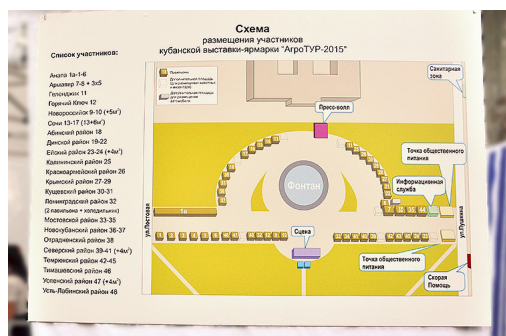 Схема
размещения участников
кубанской выставки-ярмарки "АгроТУР-2015"
Список участников:
Анапа 1а-1-6
Армавир 7-8 + 3х5
Геленджик 11
Горячий Ключ 12
Новороссийск 9-10 (+5м²)
Сочи 13-17 (13+6м²)
Абинский район 18
Динской район 19-22
Ейский район 23-24 (+4м²)
Калининский район 25
Красноармейский район 26
Крымский район 27-29
Кущевский район 30-31
Ленинградский район 32
(2 павильона + холодильник)
Мостовской район 33-35
Новокубанский район 36-37
Отрадненский район 38
Северский район 39-41 (+4м²)
Темрюкский район 42-45
Тимашевский район 46
Успенский район 47 (+4м²)
Усть-Лабинский район 48
Павильоны
Санитарная
зона
Пресс-волл
Точка общественного
питания
Информационная
служба
Фонтан
1а
ул.Постовая
ул.Пушкина
Сцена
Точка общественного
питания
Скорая
Помощь